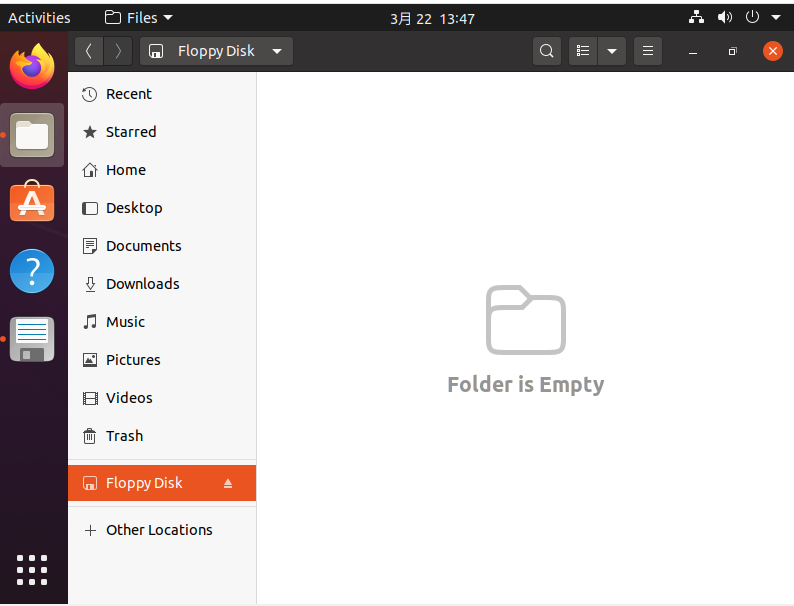 Activities
Files
3月 22 13:47
Floppy Disk
Recent
Starred
Home
Desktop
Documents
Downloads
Music
Pictures
Videos
Trash
Floppy Disk
Other Locations
Folder is Empty